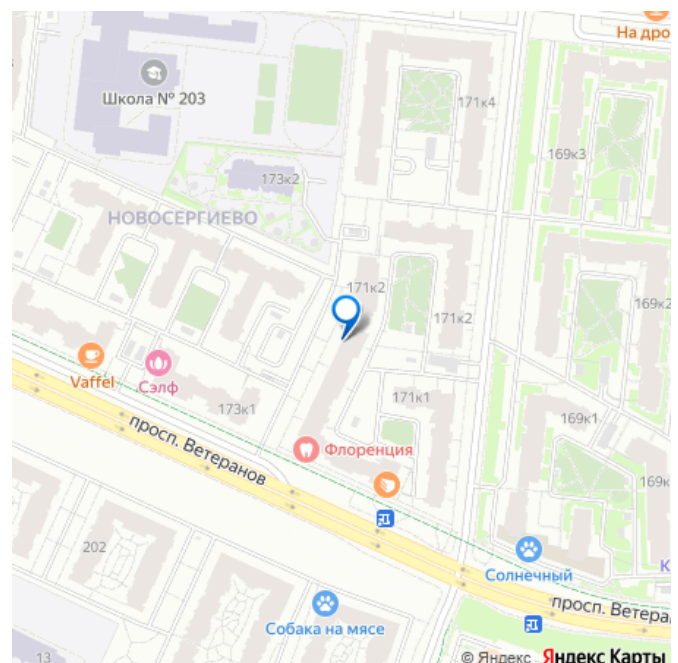 На дро
Школа № 203
171к4
169к3
173к2
НОВОСЕРГИЕВО
171к2
169к2
171к2
Vaffel
Сэлф
173к1
171к1
169к1
просп. Ветеранов
Флоренция
169к
202
Солнечный
К
Собака на мясе
просп. Ветера
13
© Яндекс Яндекс Карты